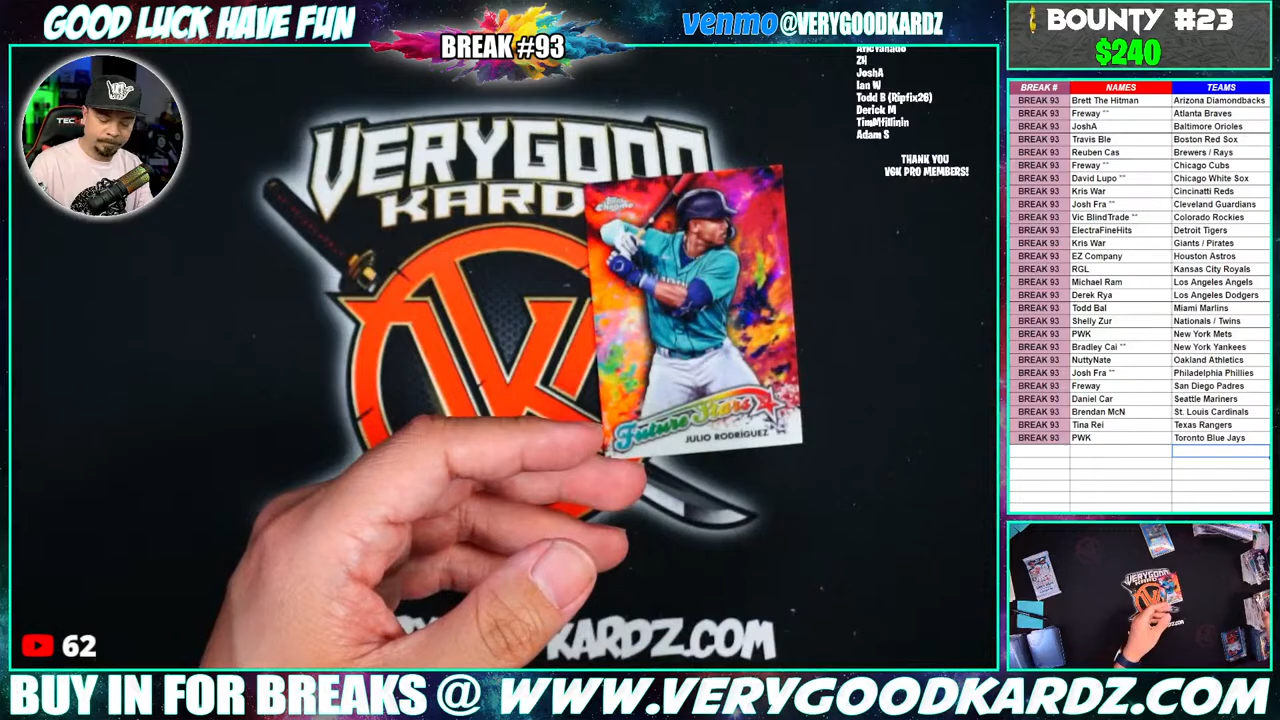 GOOD LUCK HAVE FUN
BREAK #93
venmo @VERYGOODKARDZ
BOUNTY #23
$240
ZH
JoshA
Ian W
Todd B (Ripfix26)
Derick M
TimMfillinin
Adam S
THANK YOU
VGK PRO MEMBERS!
VERYGOOD
KARD
Chrome
Future Stars
JULIO RODRÍGUEZ
KARDZ.COM
62
BREAK # NAMES TEAMS
BREAK 93 Brett The Hitman Arizona Diamondbacks
BREAK 93 Freway ** Atlanta Braves
BREAK 93 JoshA Baltimore Orioles
BREAK 93 Travis Ble Boston Red Sox
BREAK 93 Reuben Cas Brewers / Rays
BREAK 93 Freway ** Chicago Cubs
BREAK 93 David Lupo ** Chicago White Sox
BREAK 93 Kris War Cincinatti Reds
BREAK 93 Josh Fra ** Cleveland Guardians
BREAK 93 Vic BlindTrade ** Colorado Rockies
BREAK 93 ElectraFineHits Detroit Tigers
BREAK 93 Kris War Giants / Pirates
BREAK 93 EZ Company Houston Astros
BREAK 93 RGL Kansas City Royals
BREAK 93 Michael Ram Los Angeles Angels
BREAK 93 Derek Rya Los Angeles Dodgers
BREAK 93 Todd Bal Miami Marlins
BREAK 93 Shelly Zur Nationals / Twins
BREAK 93 PWK New York Mets
BREAK 93 Bradley Cai ** New York Yankees
BREAK 93 NuttyNate Oakland Athletics
BREAK 93 Josh Fra ** Philadelphia Phillies
BREAK 93 Freway San Diego Padres
BREAK 93 Daniel Car Seattle Mariners
BREAK 93 Brendan McN St. Louis Cardinals
BREAK 93 Tina Rei Texas Rangers
BREAK 93 PWK Toronto Blue Jays
BUY IN FOR BREAKS @ WWW.VERYGOODKARDZ.COM